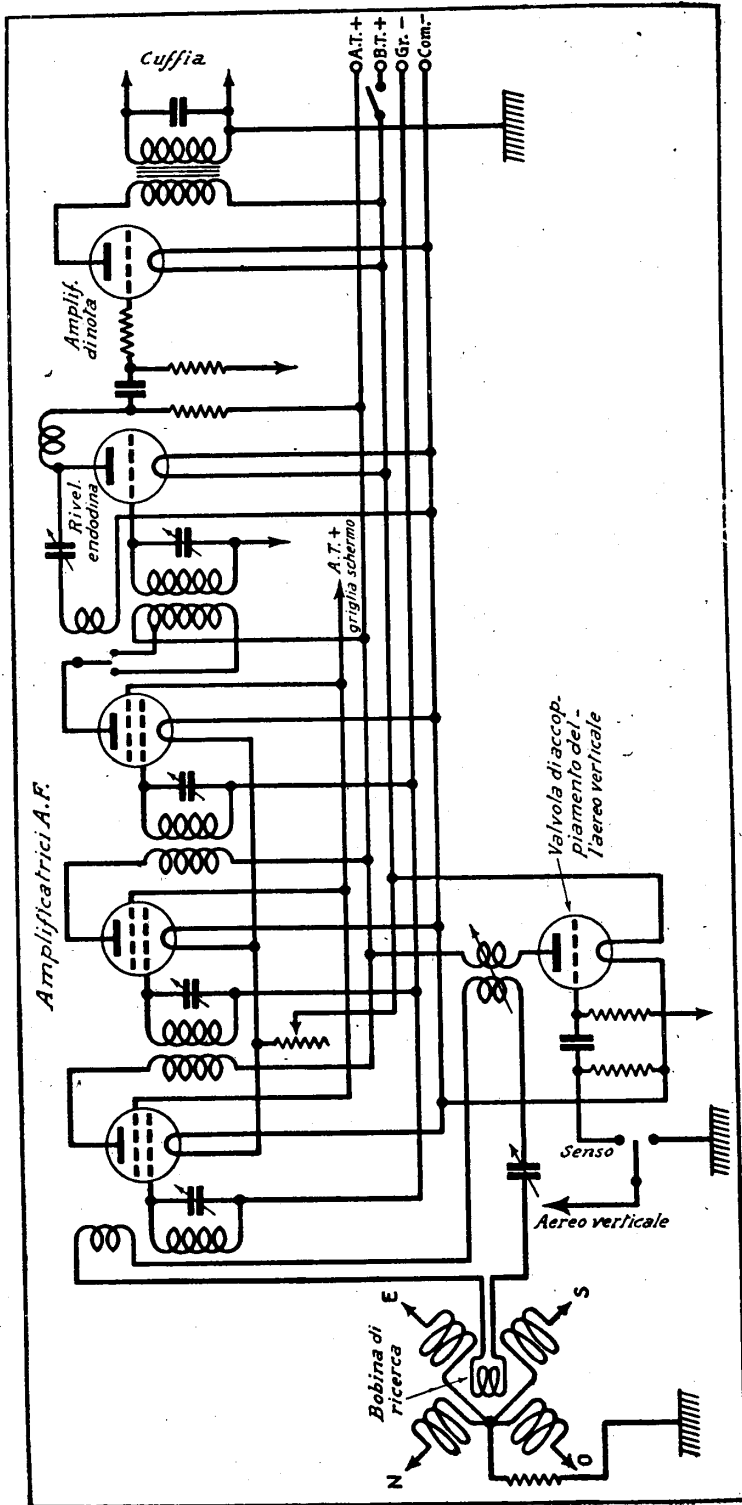 Cuffia
A.T.+
B.T.+
Gr.-
Com.-
Amplif.
di nota
Rivel.
endodina
A.T.+
griglia schermo
Amplificatrici A.F.
Valvola di accop-
piamento del-
l'aereo verticale
Senso
Aereo verticale
Bobina di
ricerca
E
S
N
O